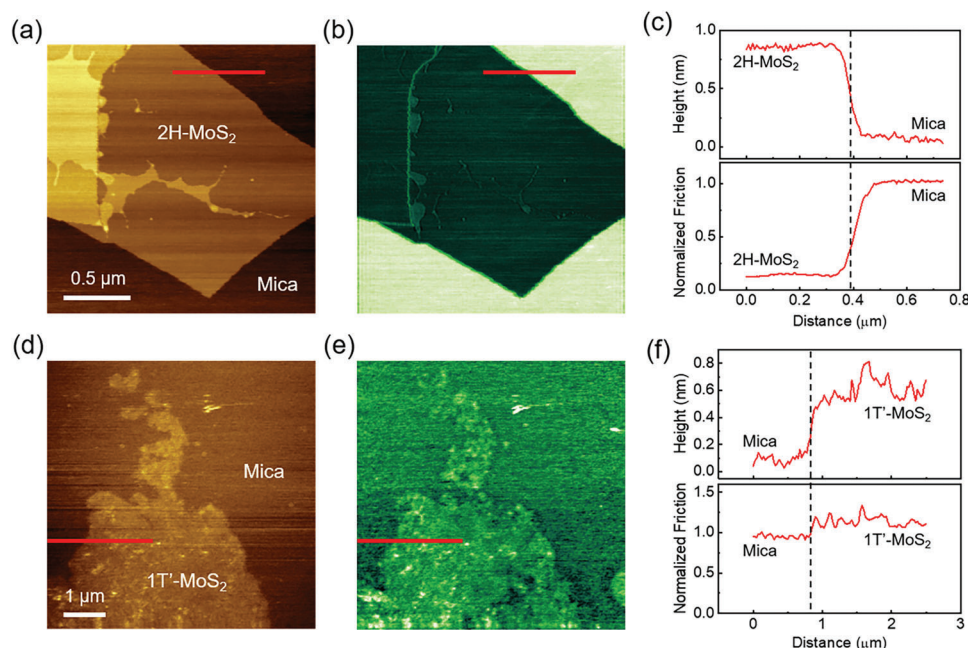 (a)
2H-MoS₂
0.5 μm
Mica
(b)
(c)
1.0
0.5
0.0
Height (nm)
2H-MoS₂
Mica
1.0
0.5
0.0
Normalized Friction
Mica
2H-MoS₂
0.0 0.2 0.4 0.6 0.8
Distance (μm)
(d)
Mica
1T'-MoS₂
1 μm
(e)
(f)
0.8
0.6
0.4
0.2
0.0
Height (nm)
Mica
1T'-MoS₂
1.5
1.0
0.5
0.0
Normalized Friction
Mica
1T'-MoS₂
0 1 2 3
Distance (μm)